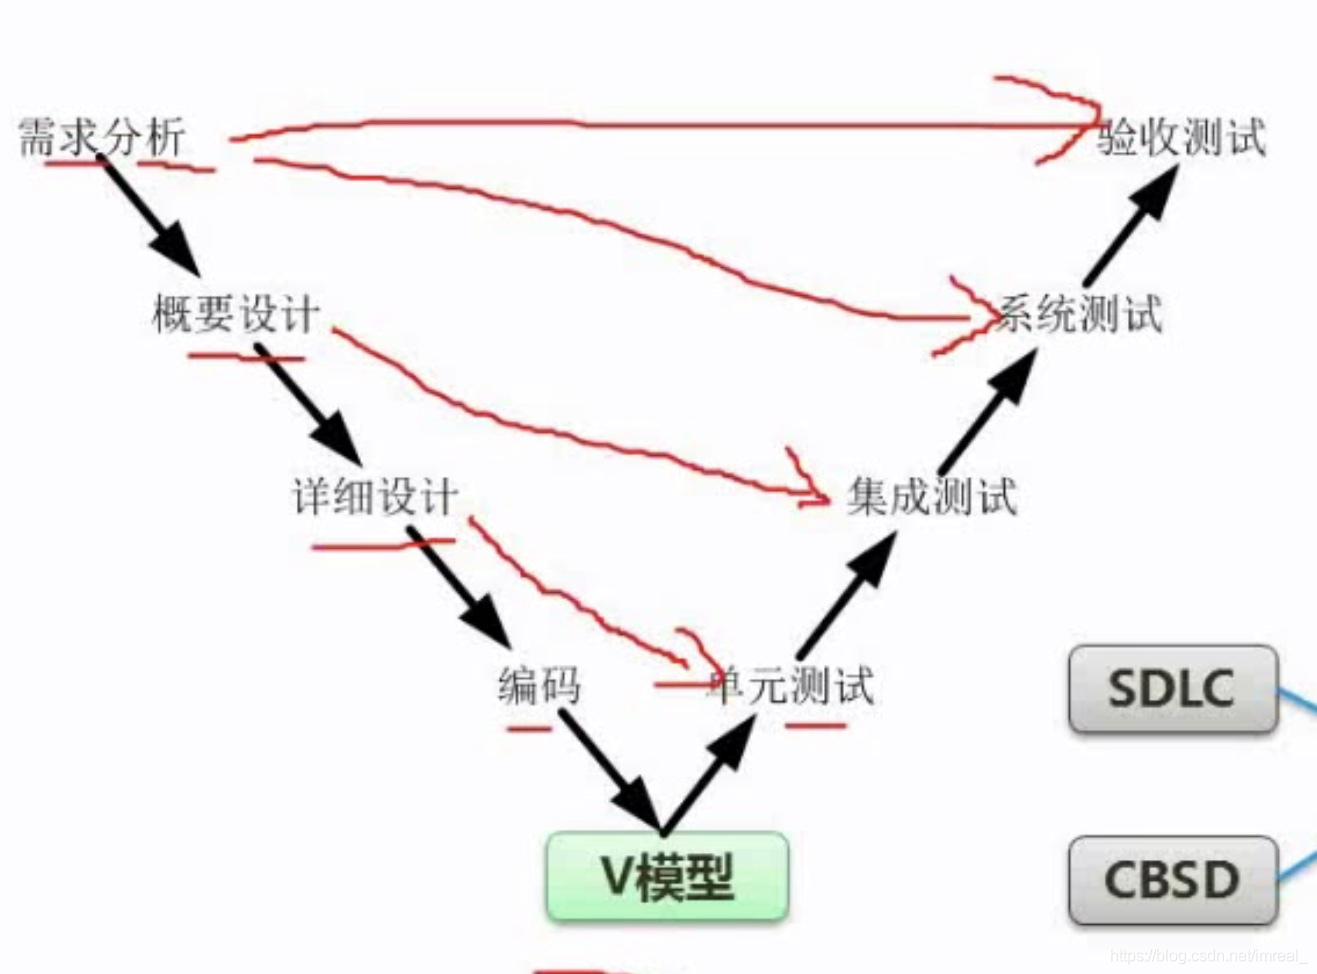 需求分析
验收测试
概要设计
系统测试
详细设计
集成测试
编码
单元测试
SDLC
V模型
CBSD
https://blog.csdn.net/imreal_